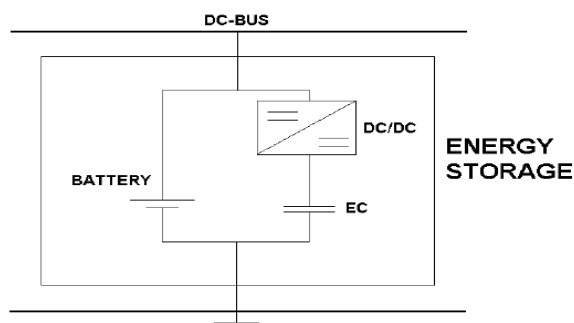 DC-BUS
DC/DC
ENERGY
STORAGE
BATTERY
EC